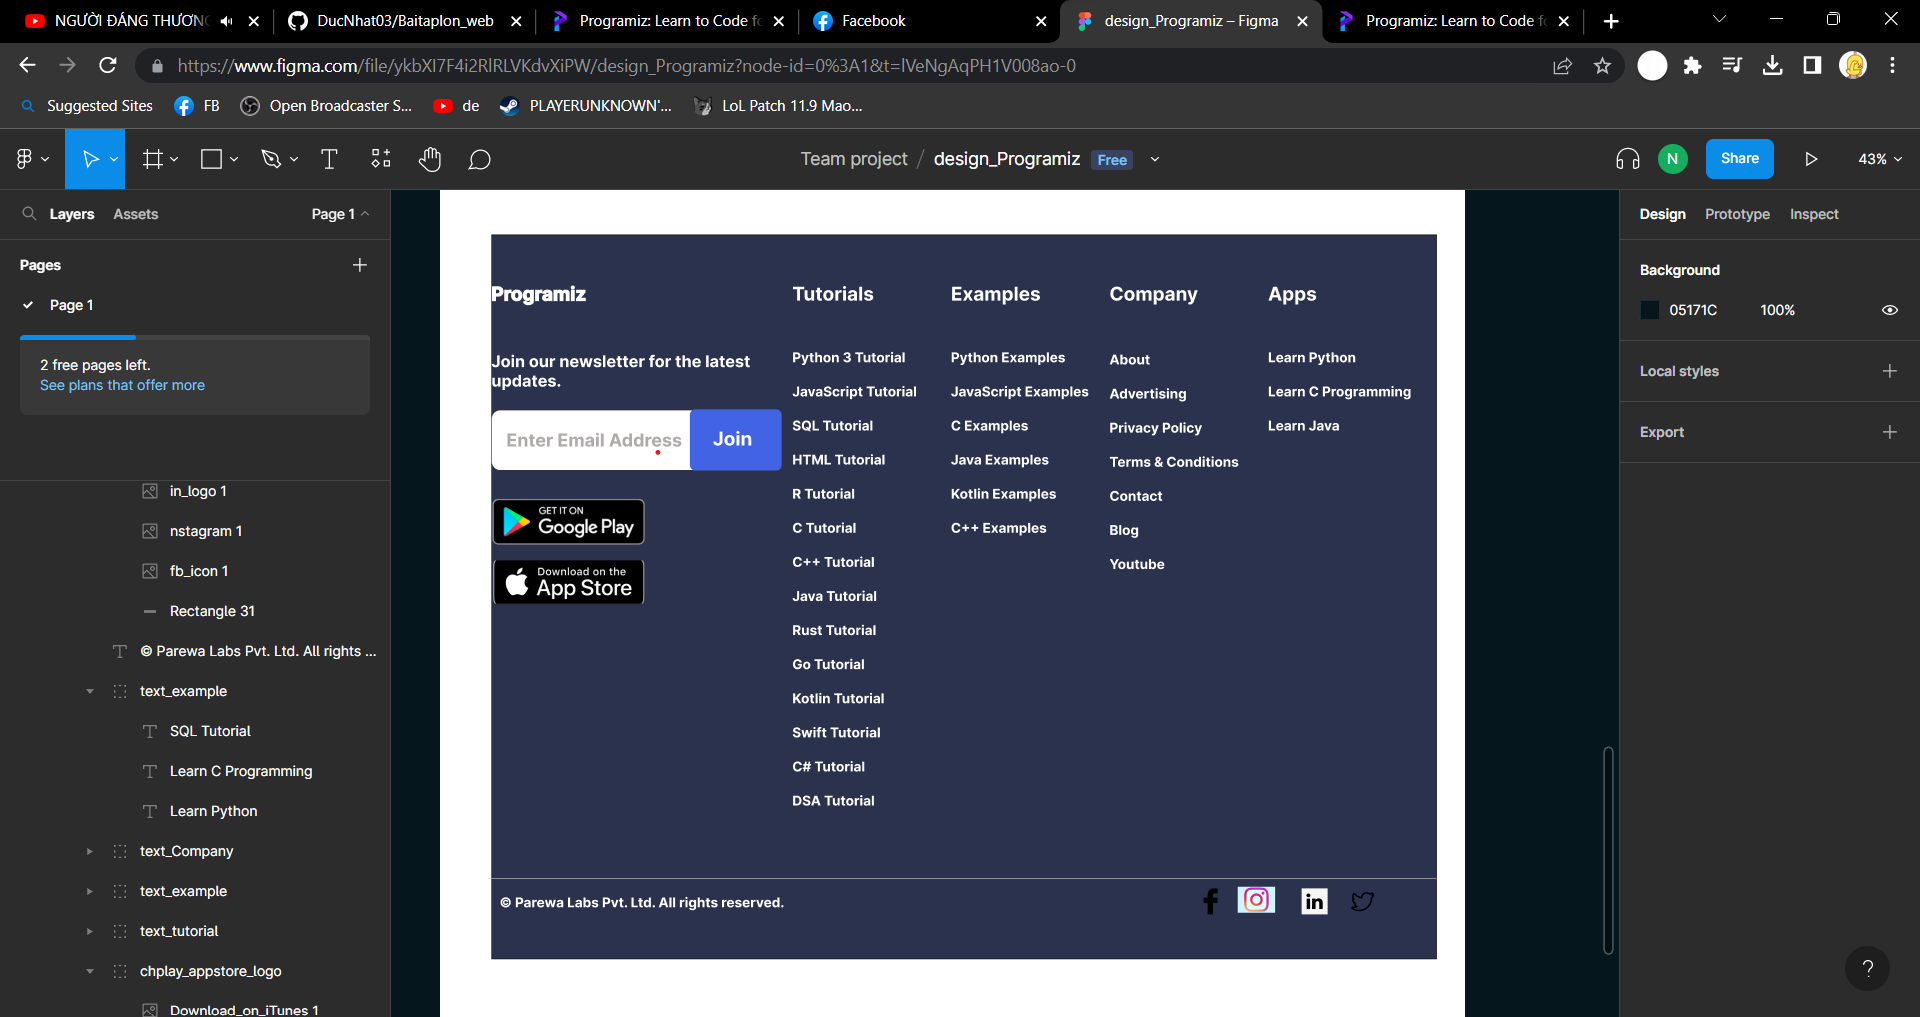 NGƯỜI ĐÁNG THƯƠN
DucNhat03/Baitaplon_web
Programiz: Learn to Code fo
Facebook
design_Programiz – Figma
Programiz: Learn to Code fo
https://www.figma.com/file/ykbXl7F4i2RlRLVKdvXiPW/design_Programiz?node-id=0%3A1&t=lVeNgAqPH1V008ao-0
Suggested Sites
FB
Open Broadcaster S...
de
PLAYERUNKNOWN'...
LoL Patch 11.9 Mao...
Team project / design_Programiz
Free
N
Share
43%
Layers
Assets
Page 1
Pages
Page 1
2 free pages left.
See plans that offer more
in_logo 1
nstagram 1
fb_icon 1
Rectangle 31
© Parewa Labs Pvt. Ltd. All rights ...
text_example
SQL Tutorial
Learn C Programming
Learn Python
text_Company
text_example
text_tutorial
chplay_appstore_logo
Download_on_iTunes 1
Programiz
Join our newsletter for the latest
updates.
Enter Email Address
Join
GET IT ON
Google Play
Download on the
App Store
Tutorials
Python 3 Tutorial
JavaScript Tutorial
SQL Tutorial
HTML Tutorial
R Tutorial
C Tutorial
C++ Tutorial
Java Tutorial
Rust Tutorial
Go Tutorial
Kotlin Tutorial
Swift Tutorial
C# Tutorial
DSA Tutorial
Examples
Python Examples
JavaScript Examples
C Examples
Java Examples
Kotlin Examples
C++ Examples
Company
About
Advertising
Privacy Policy
Terms & Conditions
Contact
Blog
Youtube
Apps
Learn Python
Learn C Programming
Learn Java
© Parewa Labs Pvt. Ltd. All rights reserved.
in
Design
Prototype
Inspect
Background
05171C
100%
Local styles
Export
?